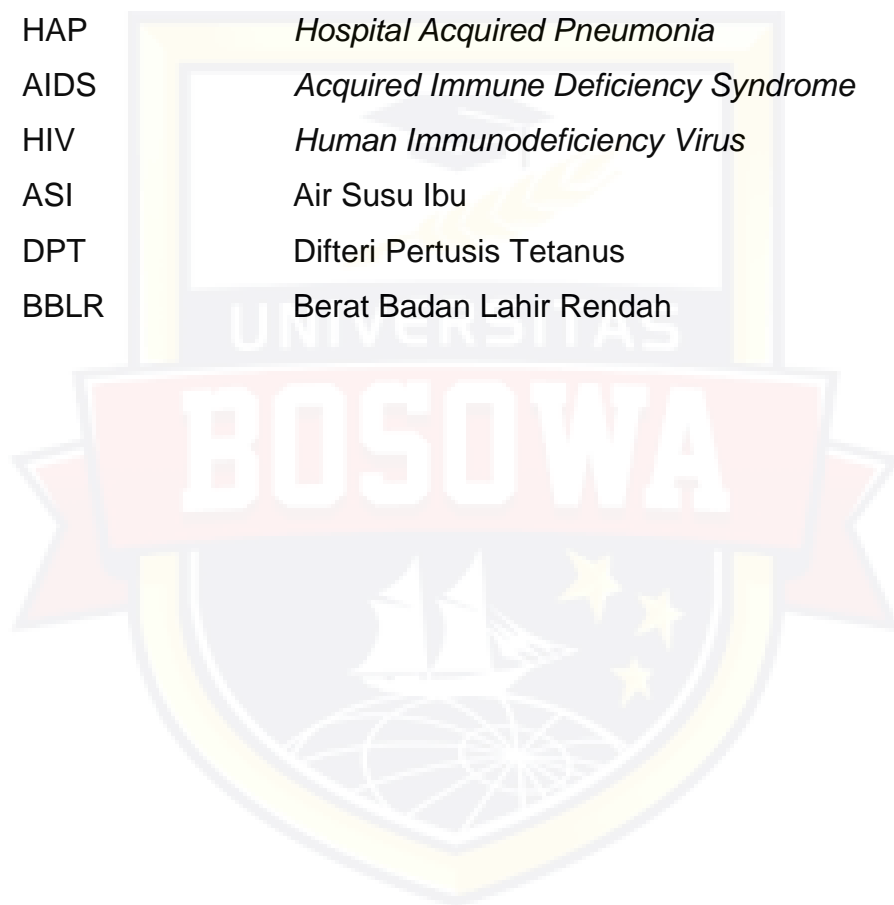 HAP Hospital Acquired Pneumonia
AIDS Acquired Immune Deficiency Syndrome
HIV Human Immunodeficiency Virus
ASI Air Susu Ibu
DPT Difteri Pertusis Tetanus
BBLR Berat Badan Lahir Rendah
UNIVERSITAS
BOSOWA